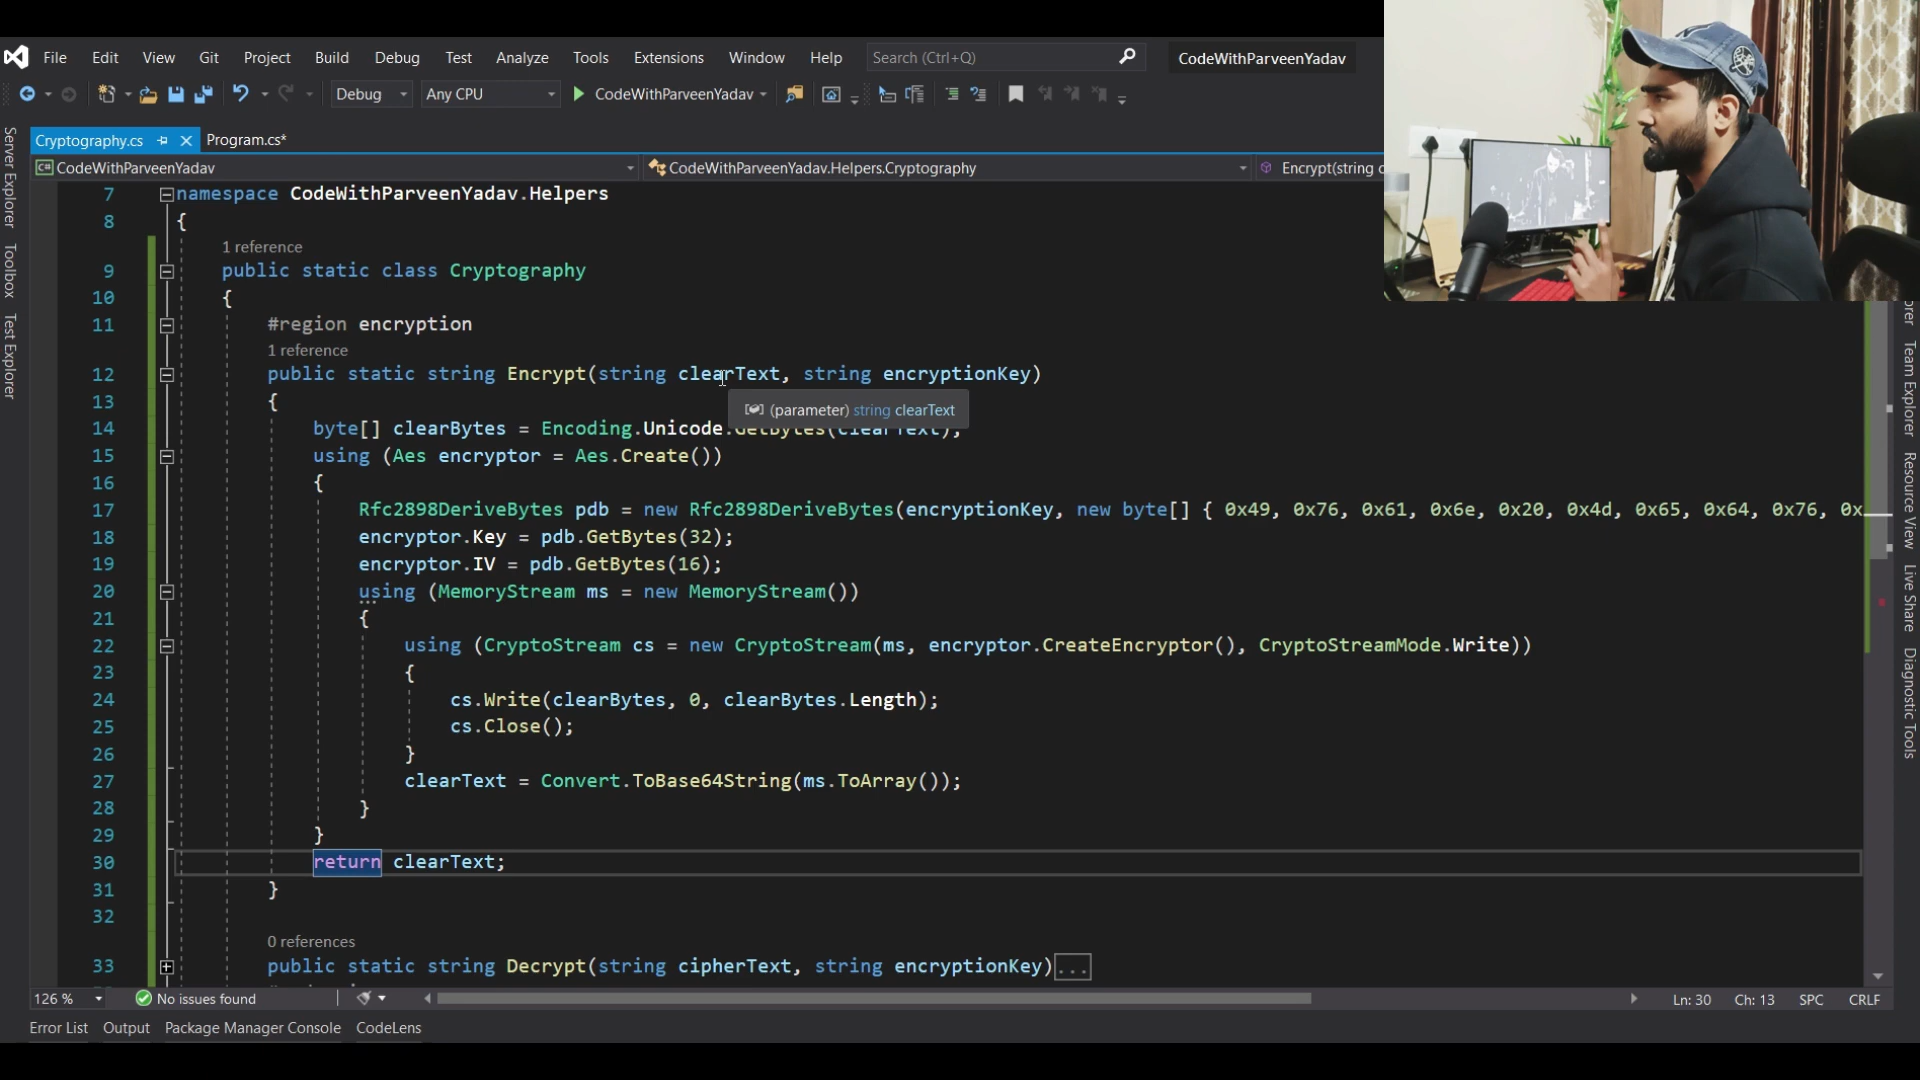 File Edit View Git Project Build Debug Test Analyze Tools Extensions Window Help Search (Ctrl+Q) CodeWithParveenYadav
Debug Any CPU CodeWithParveenYadav
Cryptography.cs Program.cs*
CodeWithParveenYadav CodeWithParveenYadav.Helpers.Cryptography Encrypt(string c
Server Explorer
Toolbox
Test Explorer
7 namespace CodeWithParveenYadav.Helpers
8 {
1 reference
9 public static class Cryptography
10 {
11 #region encryption
1 reference
12 public static string Encrypt(string clearText, string encryptionKey)
13 {
(parameter) string clearText
14 byte[] clearBytes = Encoding.Unicode.GetBytes(clearText);
15 using (Aes encryptor = Aes.Create())
16 {
17 Rfc2898DeriveBytes pdb = new Rfc2898DeriveBytes(encryptionKey, new byte[] { 0x49, 0x76, 0x61, 0x6e, 0x20, 0x4d, 0x65, 0x64, 0x76, 0x
18 encryptor.Key = pdb.GetBytes(32);
19 encryptor.IV = pdb.GetBytes(16);
20 using (MemoryStream ms = new MemoryStream())
21 {
22 using (CryptoStream cs = new CryptoStream(ms, encryptor.CreateEncryptor(), CryptoStreamMode.Write))
23 {
24 cs.Write(clearBytes, 0, clearBytes.Length);
25 cs.Close();
26 }
27 clearText = Convert.ToBase64String(ms.ToArray());
28 }
29 }
30 return clearText;
31 }
32
0 references
33 public static string Decrypt(string cipherText, string encryptionKey)...
orer
Team Explorer
Resource View
Live Share
Diagnostic Tools
126 % No issues found Ln: 30 Ch: 13 SPC CRLF
Error List Output Package Manager Console CodeLens